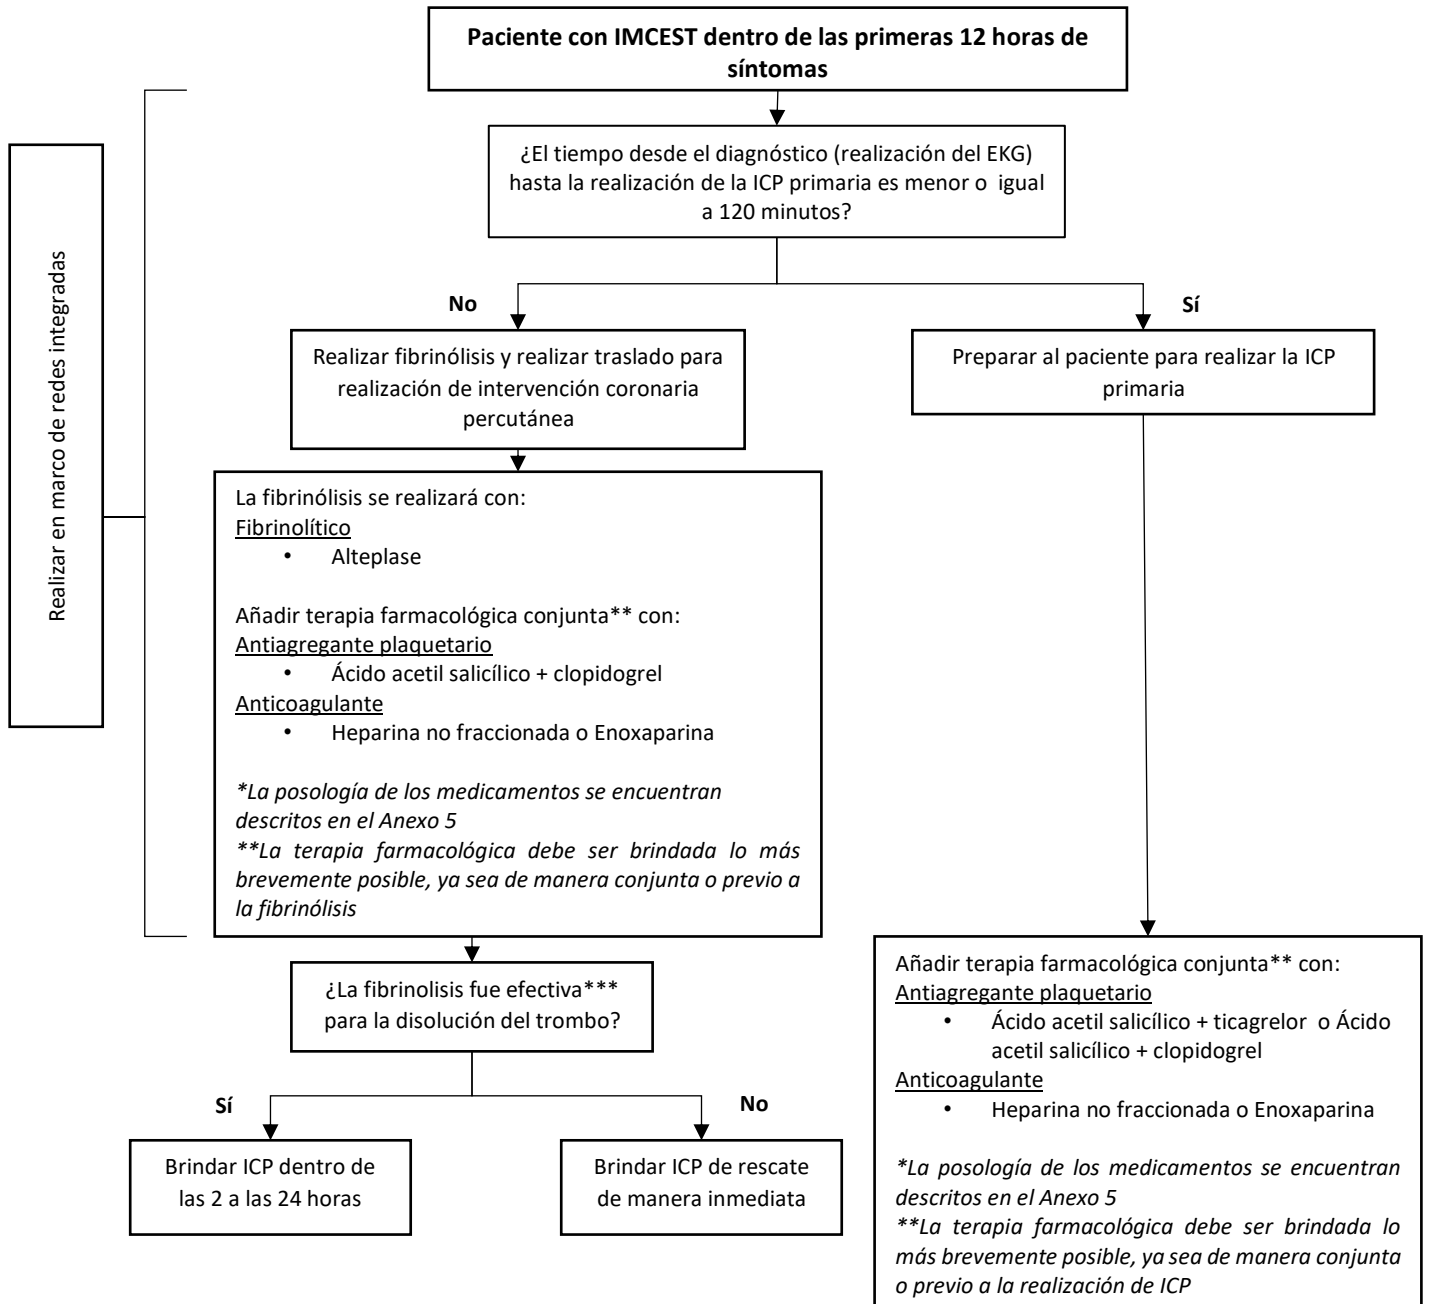 Paciente con IMCEST dentro de las primeras 12 horas de
síntomas
¿El tiempo desde el diagnóstico (realización del EKG)
hasta la realización de la ICP primaria es menor o igual
a 120 minutos?
Realizar en marco de redes integradas
No
Sí
Realizar fibrinólisis y realizar traslado para
realización de intervención coronaria
percutánea
Preparar al paciente para realizar la ICP
primaria
La fibrinólisis se realizará con:
Fibrinolítico
• Alteplase
Añadir terapia farmacológica conjunta** con:
Antiagregante plaquetario
• Ácido acetil salicílico + clopidogrel
Anticoagulante
• Heparina no fraccionada o Enoxaparina
*La posología de los medicamentos se encuentran
descritos en el Anexo 5
**La terapia farmacológica debe ser brindada lo más
brevemente posible, ya sea de manera conjunta o previo a
la fibrinólisis
¿La fibrinolisis fue efectiva***
para la disolución del trombo?
Sí
No
Brindar ICP dentro de
las 2 a las 24 horas
Brindar ICP de rescate
de manera inmediata
Añadir terapia farmacológica conjunta** con:
Antiagregante plaquetario
• Ácido acetil salicílico + ticagrelor o Ácido
acetil salicílico + clopidogrel
Anticoagulante
• Heparina no fraccionada o Enoxaparina
*La posología de los medicamentos se encuentran
descritos en el Anexo 5
**La terapia farmacológica debe ser brindada lo
más brevemente posible, ya sea de manera conjunta
o previo a la realización de ICP